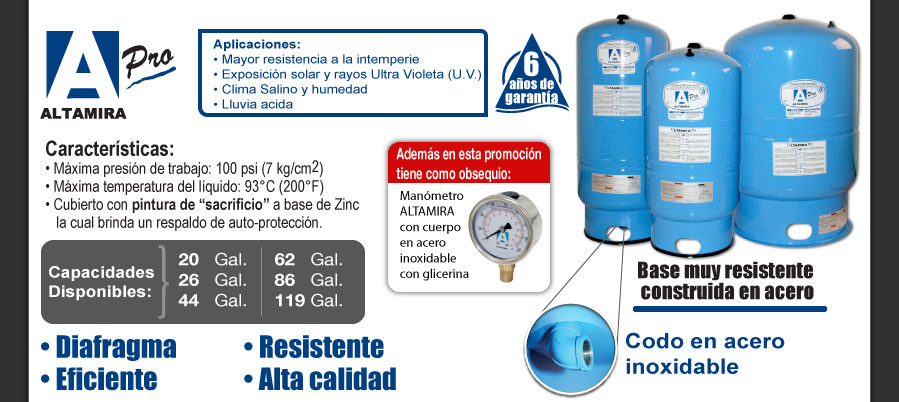 A Pro
ALTAMIRA
Aplicaciones:
• Mayor resistencia a la intemperie
• Exposición solar y rayos Ultra Violeta (U.V.)
• Clima Salino y humedad
• Lluvia acida
6
años de
garantía
Características:
• Máxima presión de trabajo: 100 psi (7 kg/cm2)
• Máxima temperatura del líquido: 93°C (200°F)
• Cubierto con pintura de “sacrificio” a base de Zinc
la cual brinda un respaldo de auto-protección.
Además en esta promoción
tiene como obsequio:
Manómetro
ALTAMIRA
con cuerpo
en acero
inoxidable
con glicerina
Capacidades
Disponibles:
20 Gal. 62 Gal.
26 Gal. 86 Gal.
44 Gal. 119 Gal.
Base muy resistente
construida en acero
Codo en acero
inoxidable
• Diafragma • Resistente
• Eficiente • Alta calidad